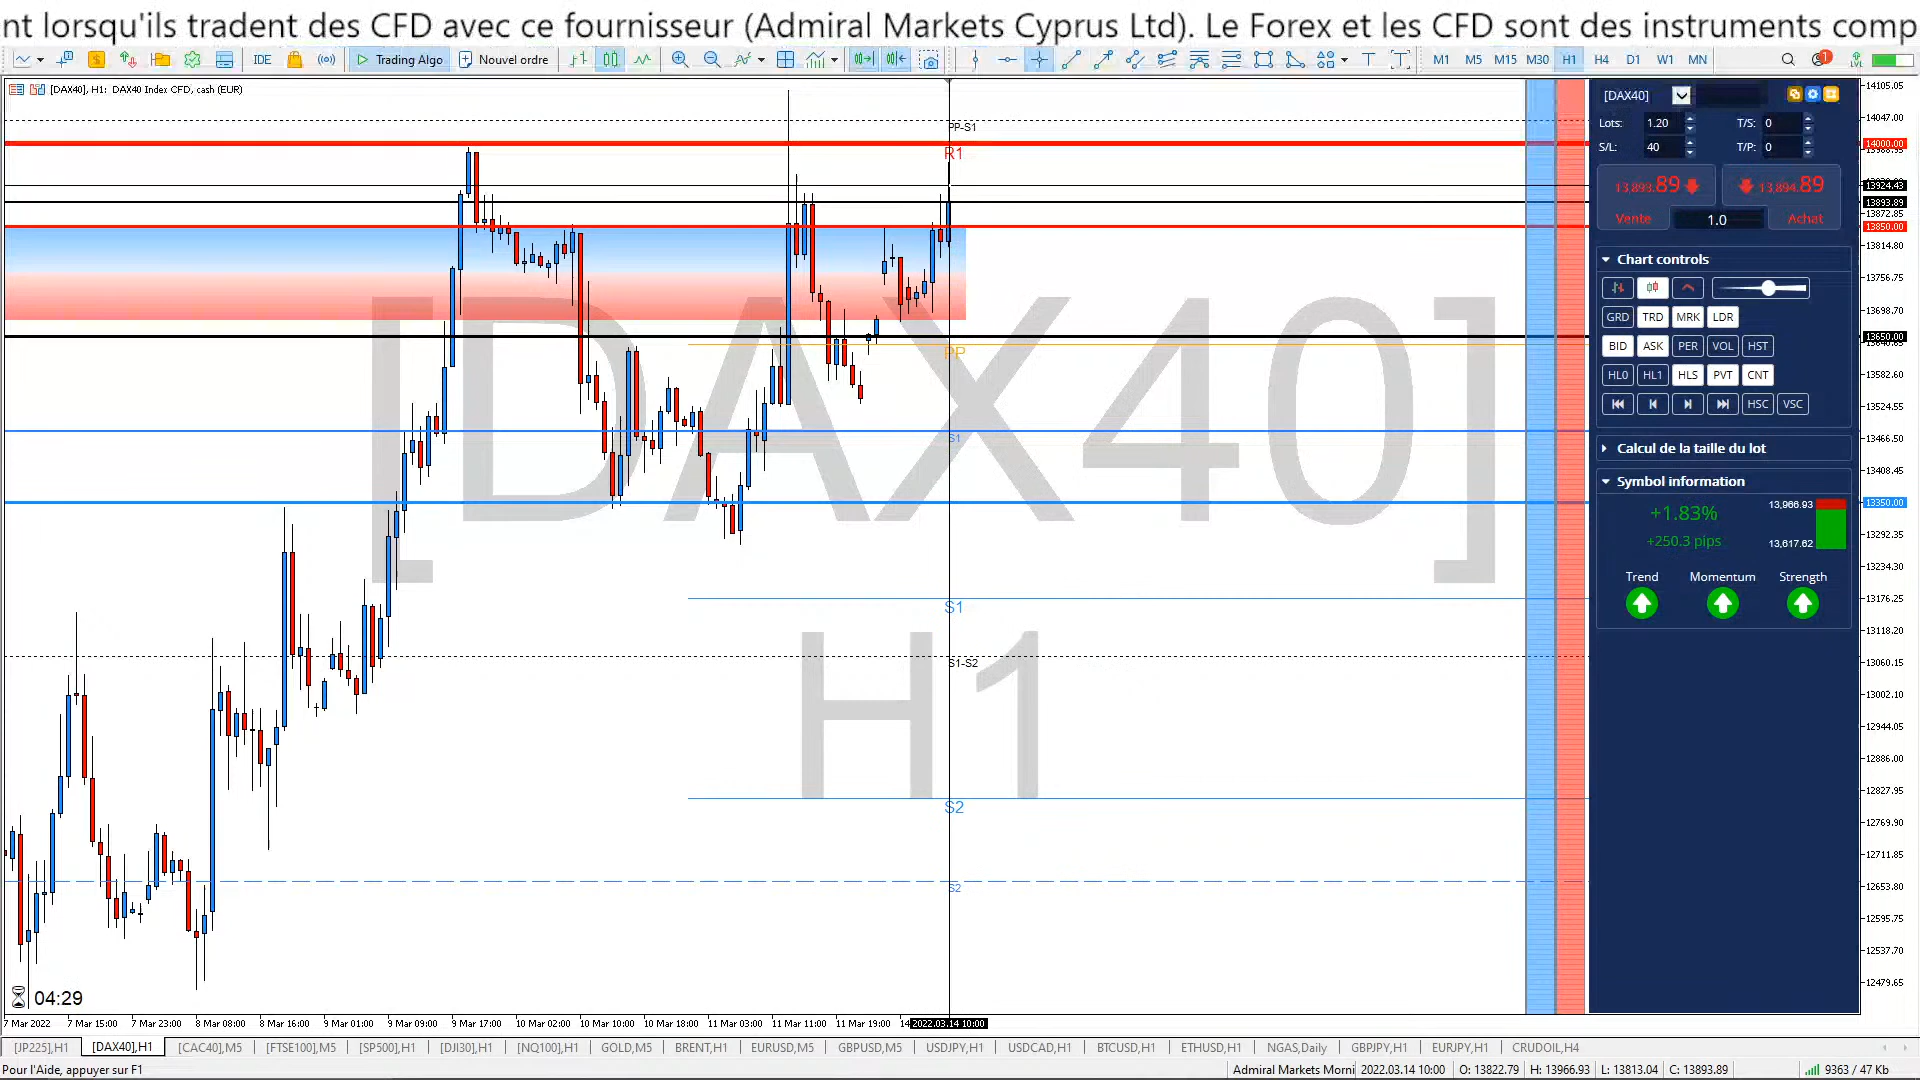 nt lorsqu'ils tradent des CFD avec ce fournisseur (Admiral Markets Cyprus Ltd). Le Forex et les CFD sont des instruments comp
IDE Trading Algo Nouvel ordre M1 M5 M15 M30 H1 H4 D1 W1 MN
[DAX40], H1: DAX40 Index CFD, cash (EUR)
[DAX40]
Lots: 1.20 T/S: 0
S/L: 40 T/P: 0
13,893.89 13,894.89
Vente 1.0 Achat
Chart controls
GRD TRD MRK LDR
BID ASK PER VOL HST
HL0 HL1 HLS PVT CNT
HSC VSC
Calcul de la taille du lot
Symbol information
+1.83%
+250.3 pips
13,966.93
13,617.62
Trend Momentum Strength
14105.05
14047.00
14000.00
13924.43
13893.89
13872.85
13850.00
13814.80
13756.75
13698.70
13650.00
13582.60
13524.55
13466.50
13408.45
13350.00
13292.35
13234.30
13176.25
13118.20
13060.15
13002.10
12944.05
12886.00
12827.95
12769.90
12711.85
12653.80
12595.75
12537.70
12479.65
PP-S1
R1
PP
S1
S1
S1-S2
S2
S2
[DAX40]
H1
04:29
7 Mar 2022 7 Mar 15:00 7 Mar 23:00 8 Mar 08:00 8 Mar 16:00 9 Mar 01:00 9 Mar 09:00 9 Mar 17:00 10 Mar 02:00 10 Mar 10:00 10 Mar 18:00 11 Mar 03:00 11 Mar 11:00 11 Mar 19:00 14 2022.03.14 10:00
[JP225],H1 [DAX40],H1 [CAC40],M5 [FTSE100],M5 [SP500],H1 [DJI30],H1 [NQ100],H1 GOLD,M5 BRENT,H1 EURUSD,M5 GBPUSD,M5 USDJPY,H1 USDCAD,H1 BTCUSD,H1 ETHUSD,H1 NGAS,Daily GBPJPY,H1 EURJPY,H1 CRUDOIL,H4
Pour l'Aide, appuyer sur F1 Admiral Markets Morni 2022.03.14 10:00 O: 13822.79 H: 13966.93 L: 13813.04 C: 13893.89 9363 / 47 Kb